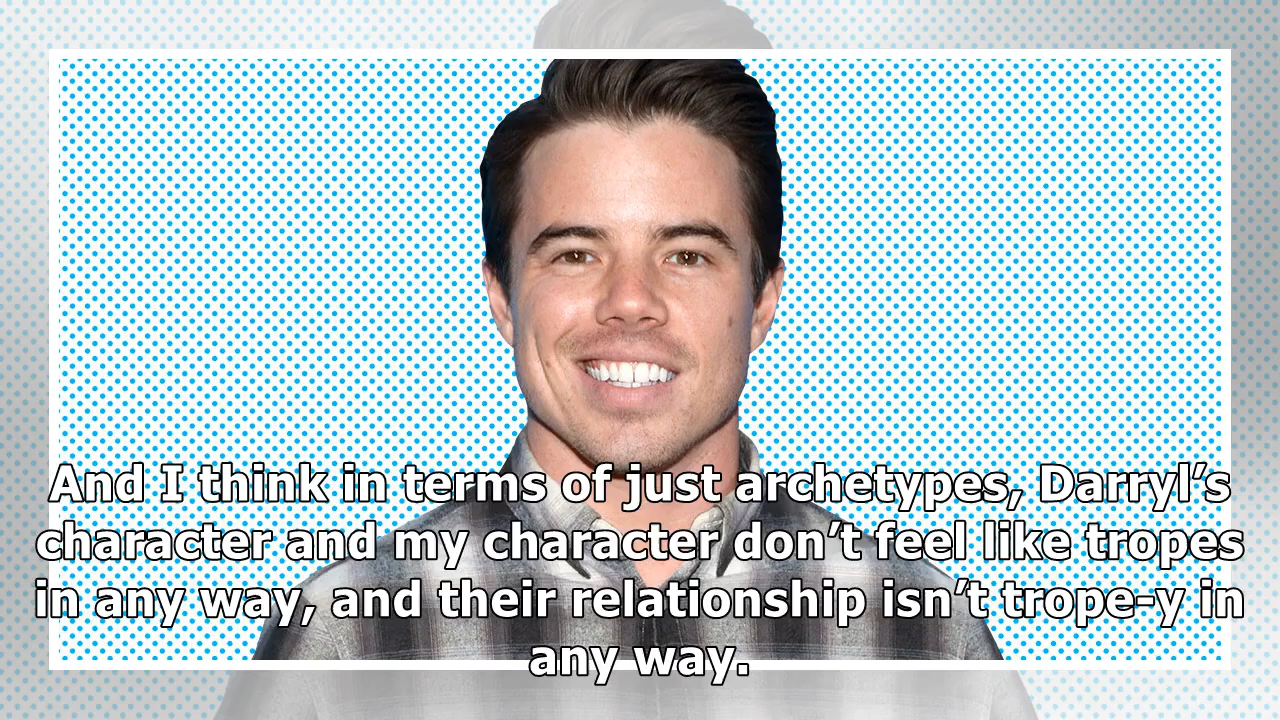 And I think in terms of just archetypes, Darryl’s
character and my character don’t feel like tropes
in any way, and their relationship isn’t trope-y in
any way.